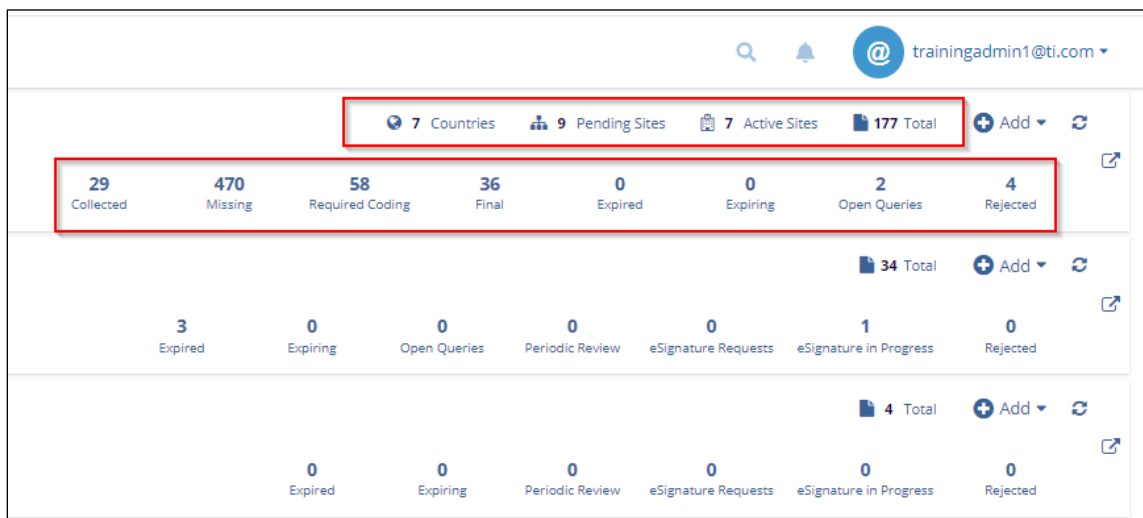 @ trainingadmin1@ti.com
7 Countries 9 Pending Sites 7 Active Sites 177 Total Add
29 470 58 36 0 0 2 4
Collected Missing Required Coding Final Expired Expiring Open Queries Rejected
34 Total Add
3 0 0 0 0 1 0
Expired Expiring Open Queries Periodic Review eSignature Requests eSignature in Progress Rejected
4 Total Add
0 0 0 0 0 0
Expired Expiring Periodic Review eSignature Requests eSignature in Progress Rejected